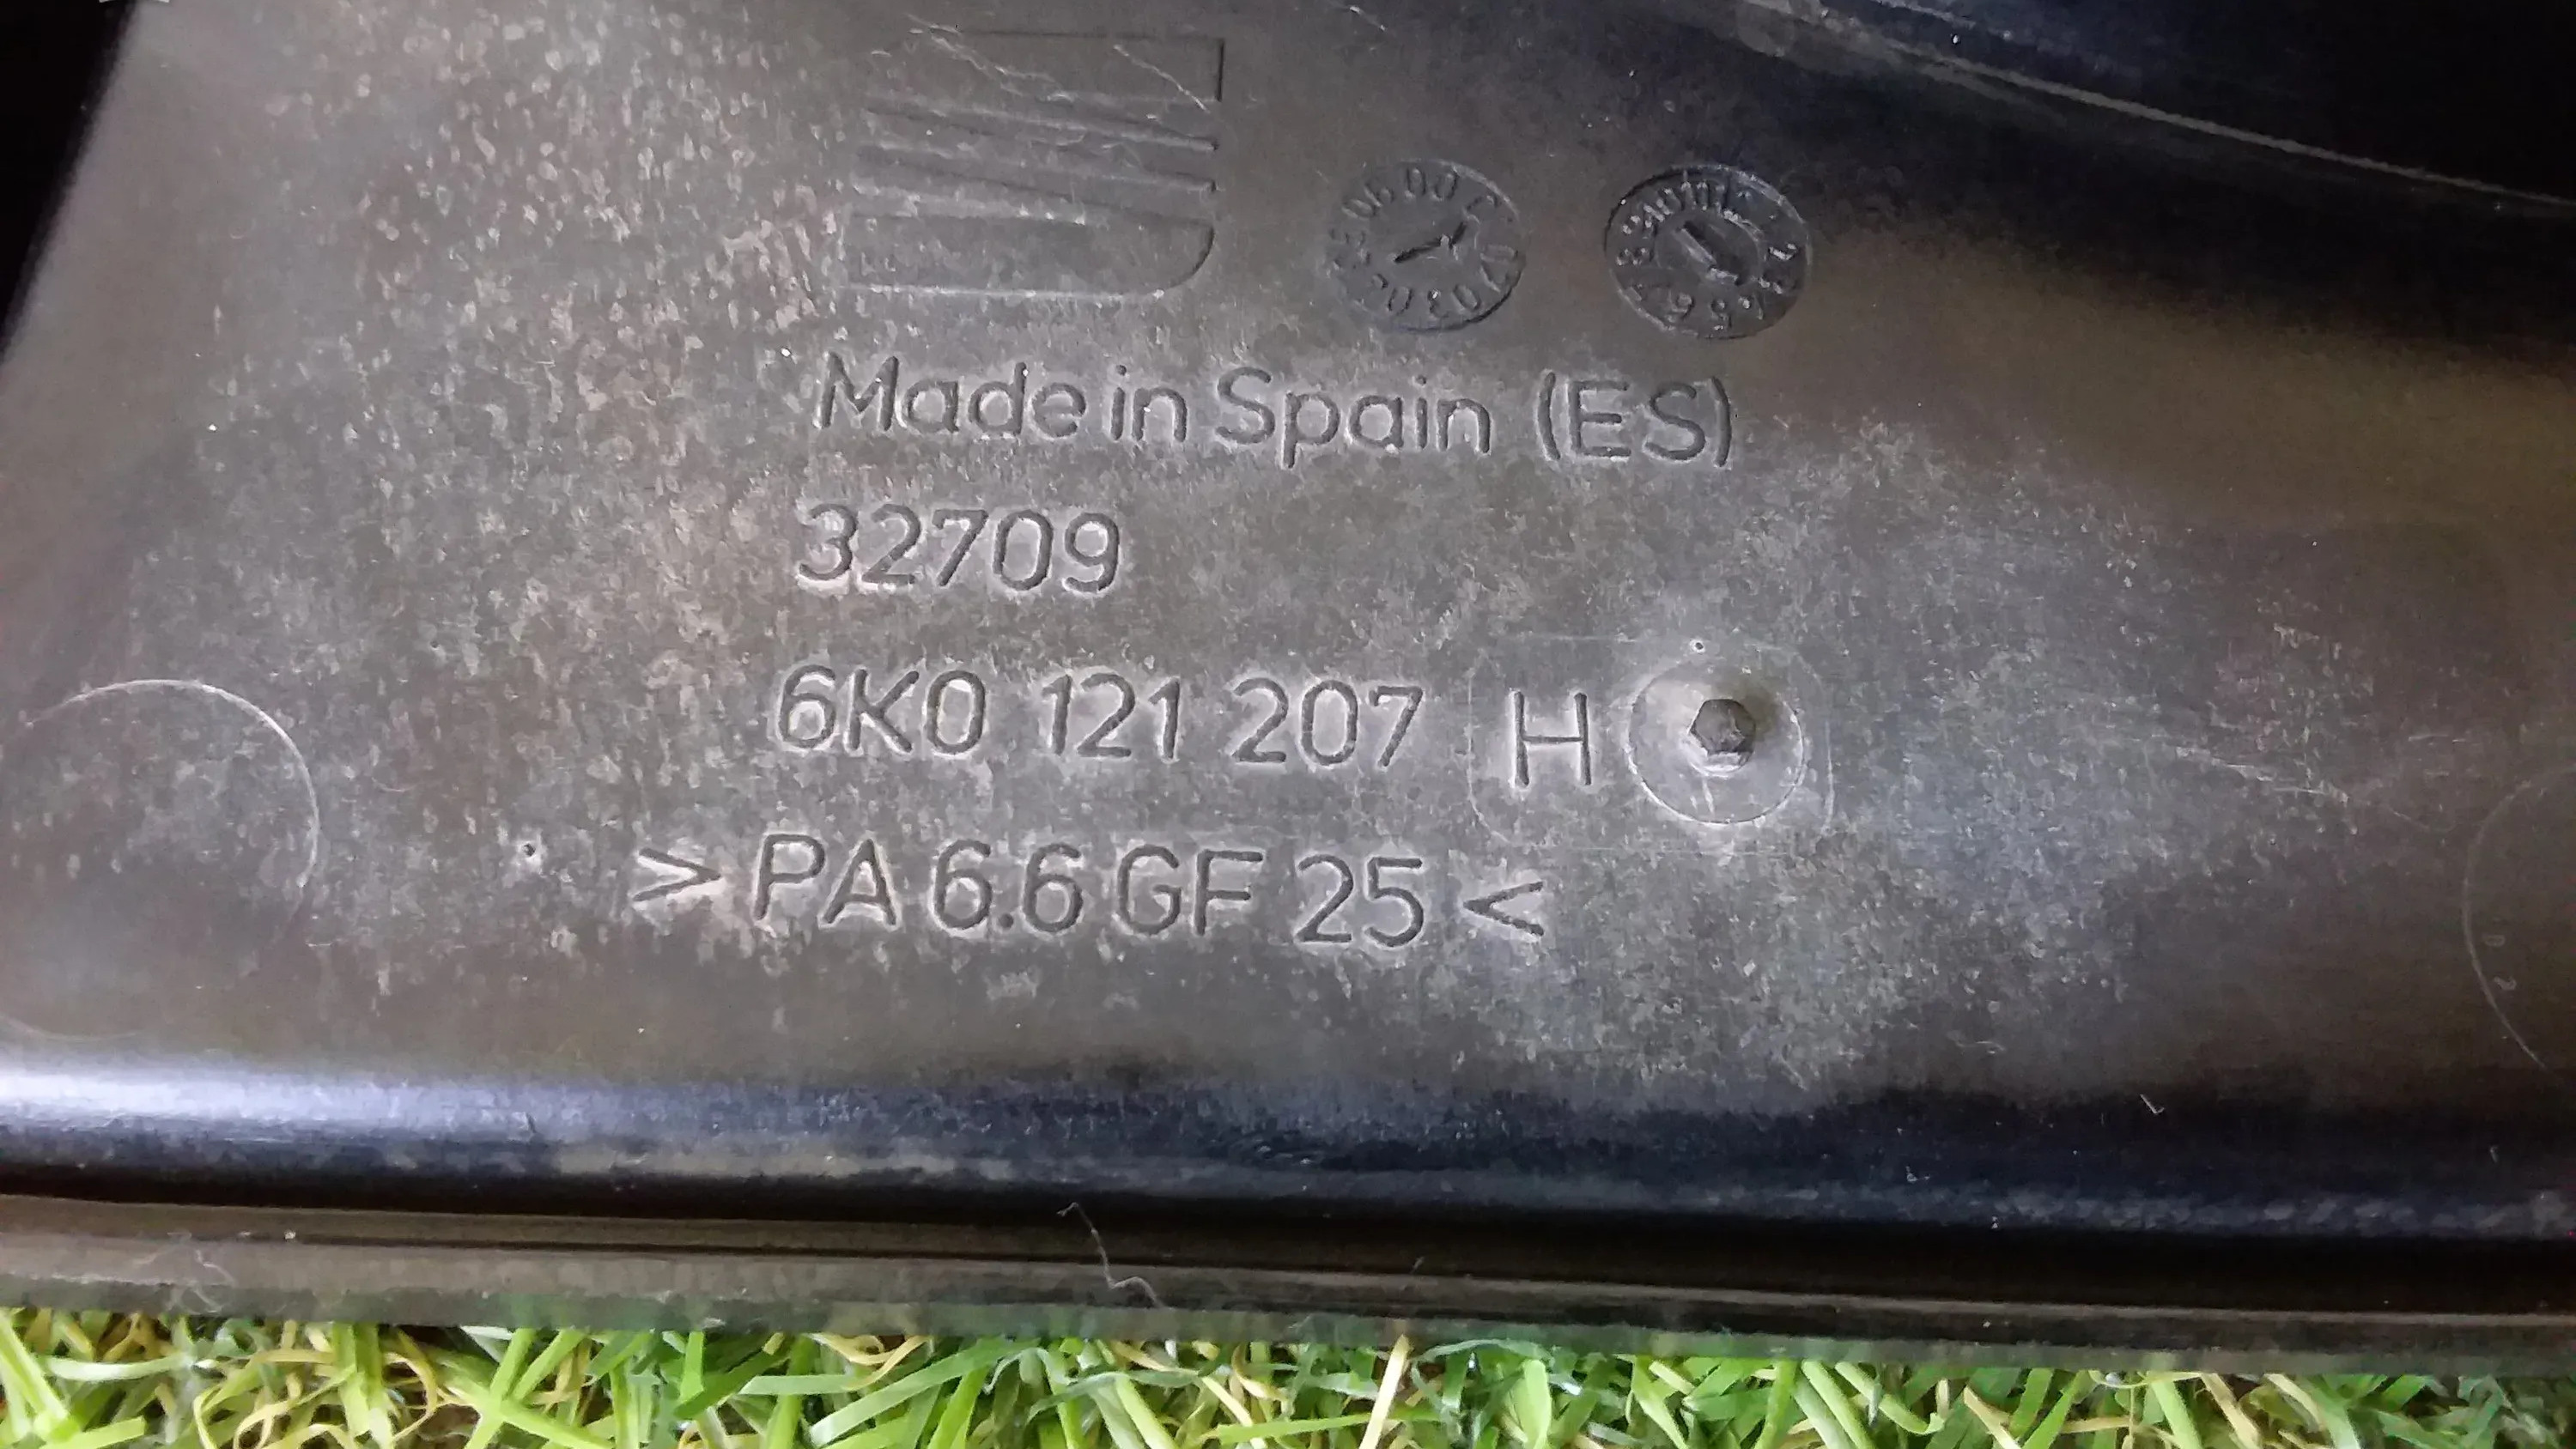 Made in Spain (ES)
32709
6K0 121 207 H
> PA 6.6 GF 25 <